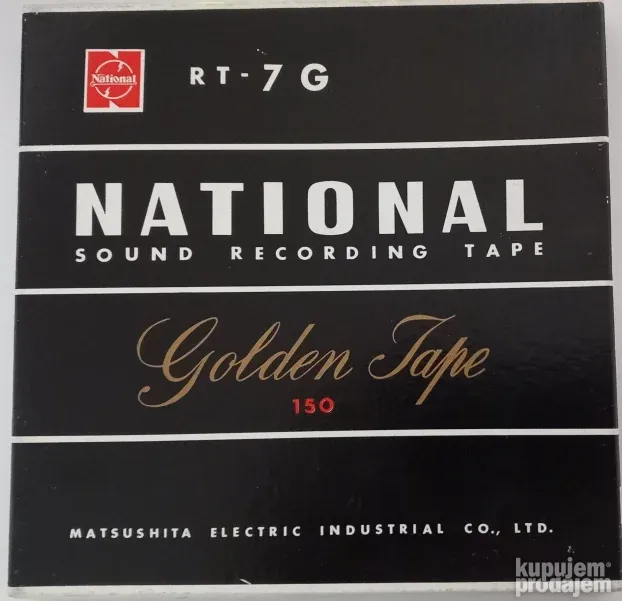 National
RT-7G
NATIONAL
SOUND RECORDING TAPE
Golden Tape
150
MATSUSHITA ELECTRIC INDUSTRIAL CO., LTD.
kupujem
prodajem